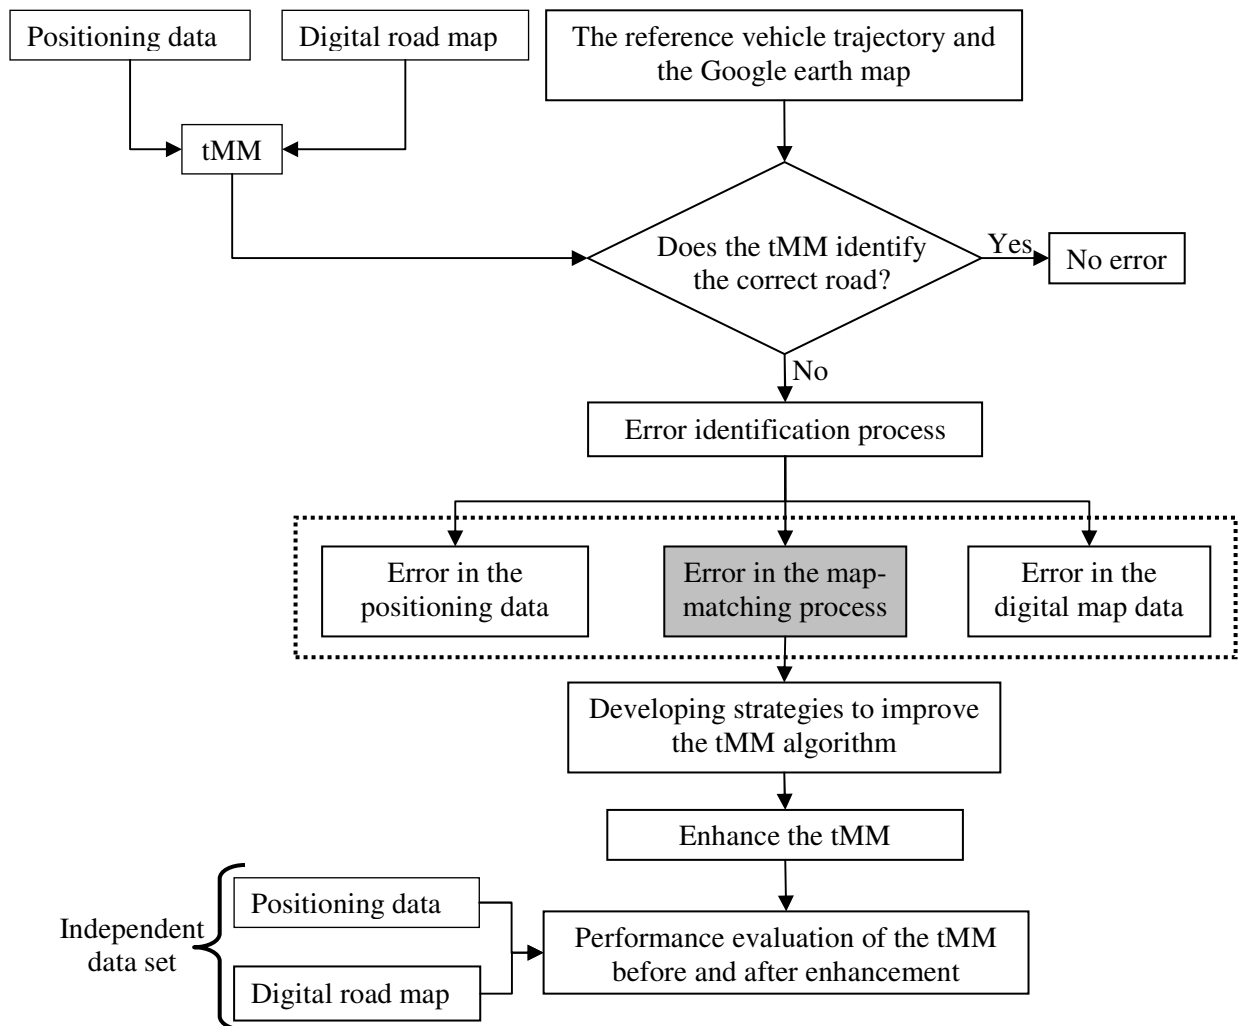 Positioning data
Digital road map
The reference vehicle trajectory and
the Google earth map
tMM
Does the tMM identify
the correct road?
Yes
No error
No
Error identification process
Error in the
positioning data
Error in the map-
matching process
Error in the
digital map data
Developing strategies to improve
the tMM algorithm
Enhance the tMM
Independent
data set
Positioning data
Digital road map
Performance evaluation of the tMM
before and after enhancement